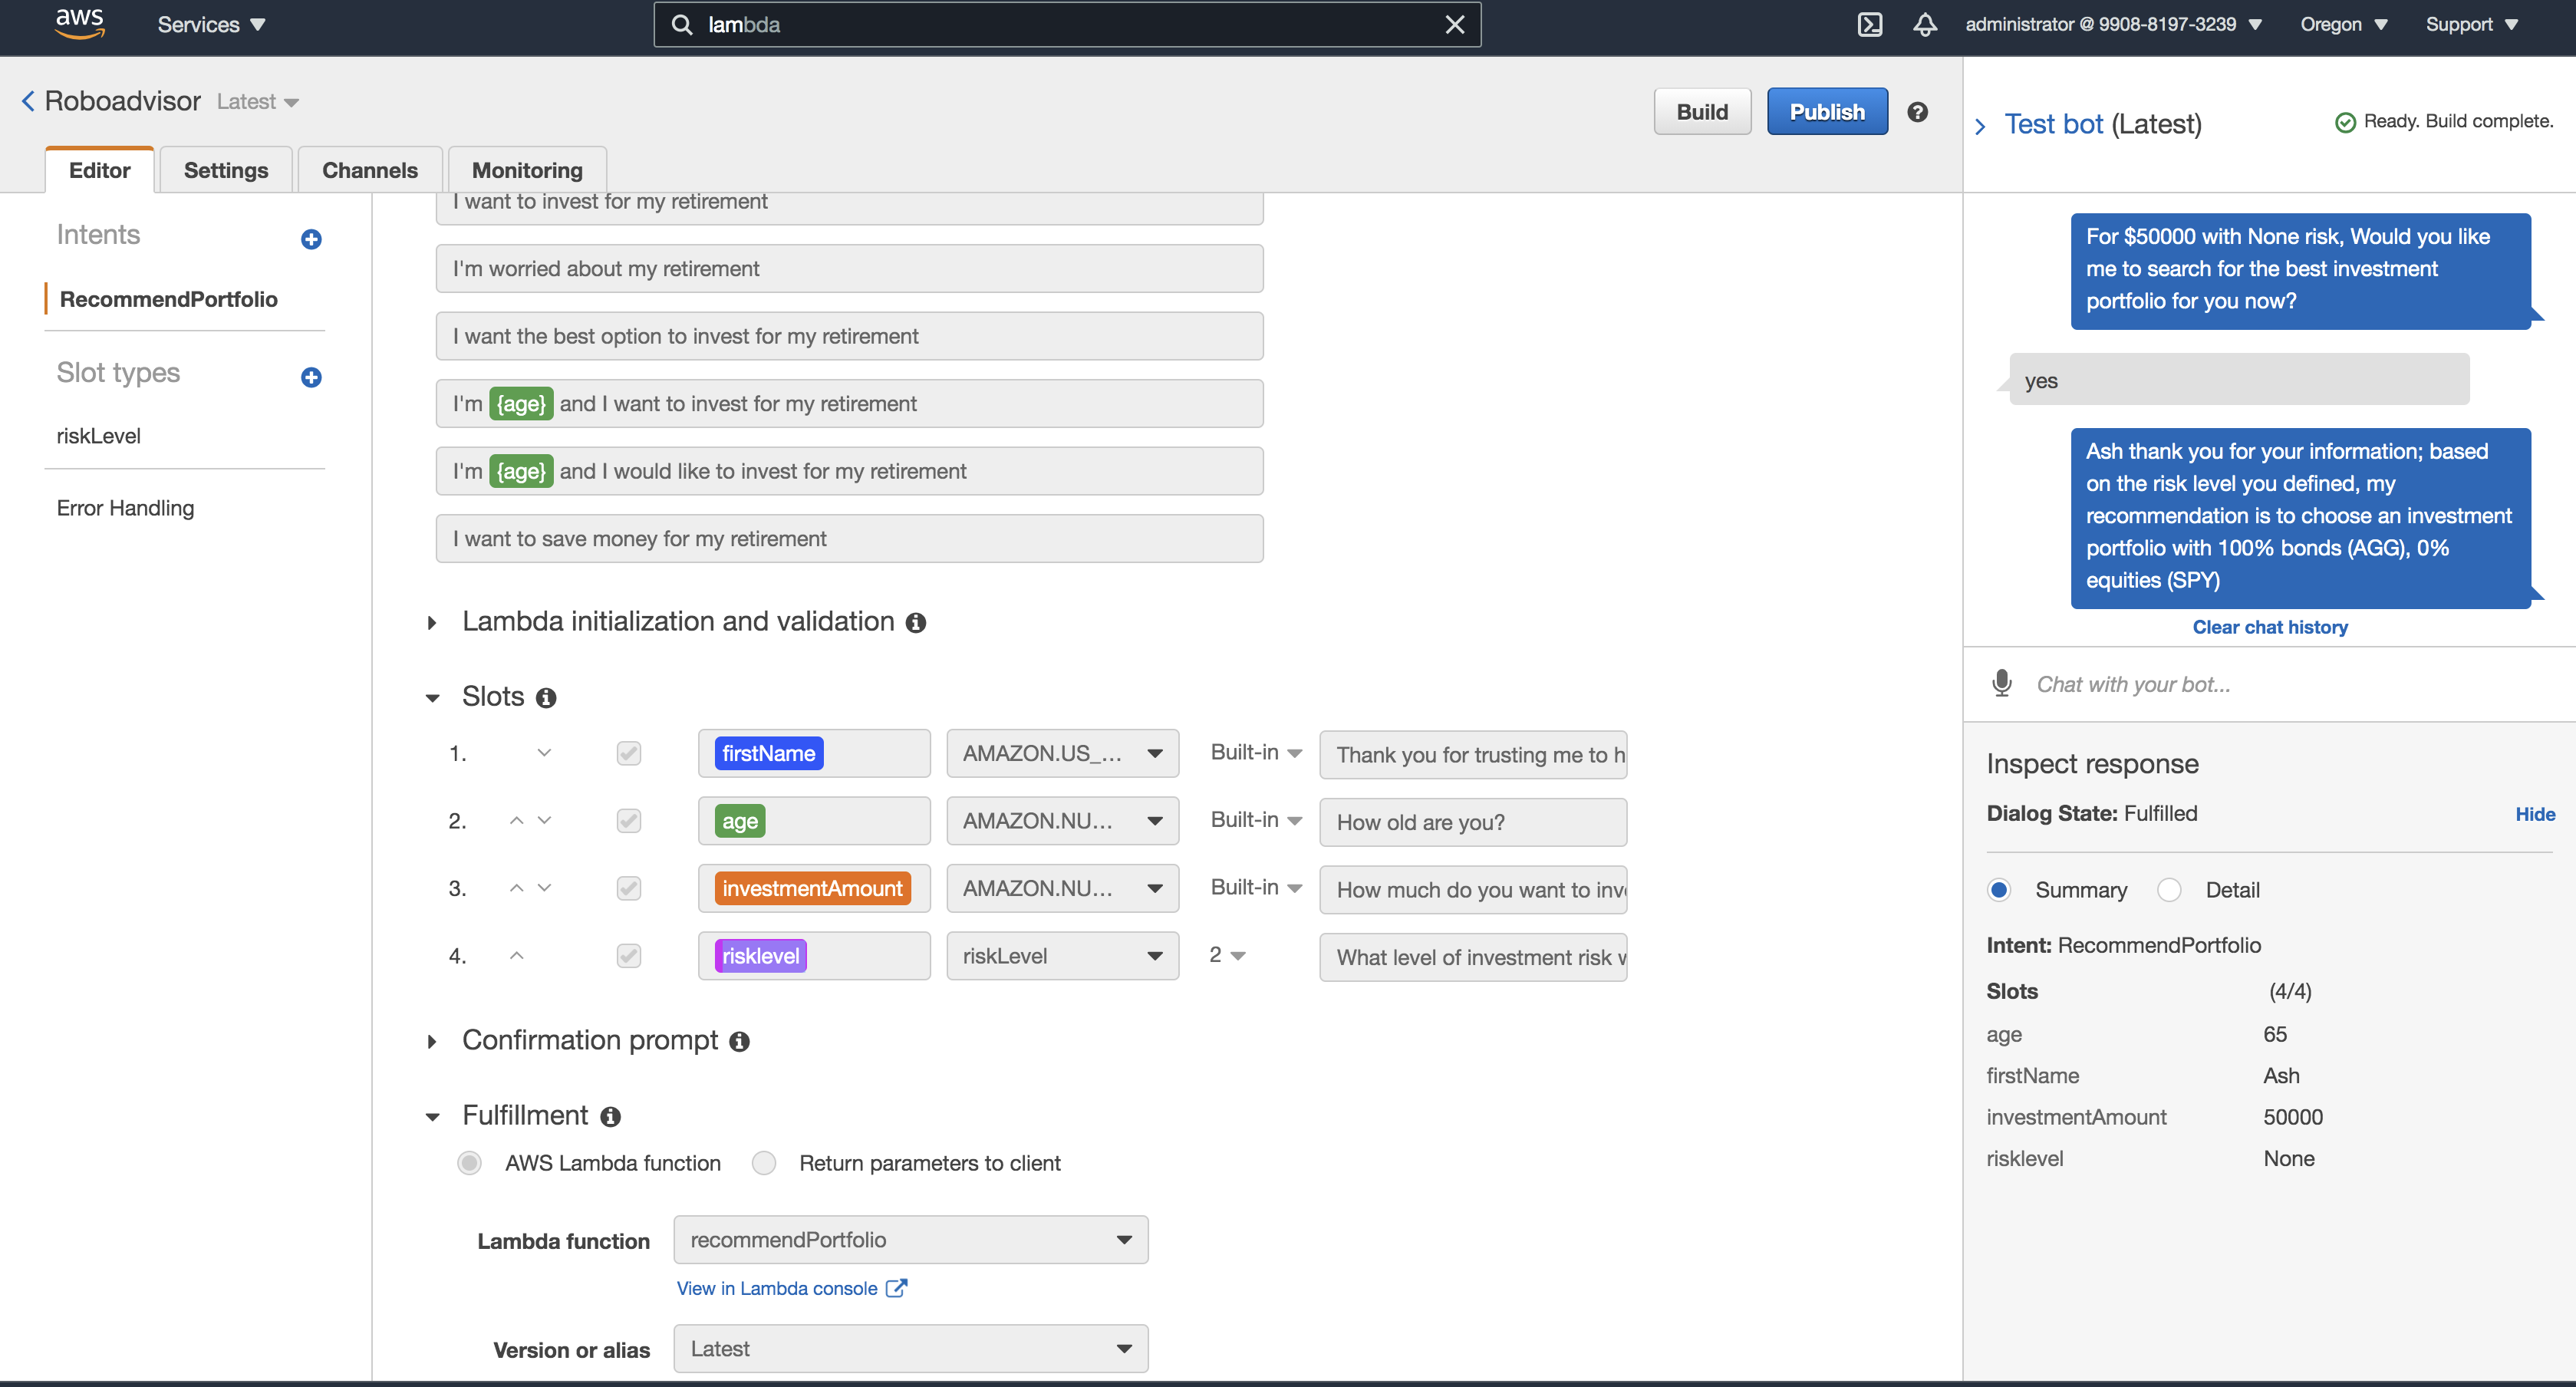 aws
Services
lambda
administrator @ 9908-8197-3239
Oregon
Support
Roboadvisor Latest
Build
Publish
Editor
Settings
Channels
Monitoring
Intents
RecommendPortfolio
Slot types
riskLevel
Error Handling
I want to invest for my retirement
I'm worried about my retirement
I want the best option to invest for my retirement
I'm {age} and I want to invest for my retirement
I'm {age} and I would like to invest for my retirement
I want to save money for my retirement
Lambda initialization and validation
Slots
1. firstName AMAZON.US_... Built-in Thank you for trusting me to h
2. age AMAZON.NU... Built-in How old are you?
3. investmentAmount AMAZON.NU... Built-in How much do you want to inv
4. risklevel riskLevel 2 What level of investment risk w
Confirmation prompt
Fulfillment
AWS Lambda function
Return parameters to client
Lambda function recommendPortfolio
View in Lambda console
Version or alias Latest
Test bot (Latest)
Ready. Build complete.
For $50000 with None risk, Would you like
me to search for the best investment
portfolio for you now?
yes
Ash thank you for your information; based
on the risk level you defined, my
recommendation is to choose an investment
portfolio with 100% bonds (AGG), 0%
equities (SPY)
Clear chat history
Chat with your bot...
Inspect response
Dialog State: Fulfilled
Hide
Summary
Detail
Intent: RecommendPortfolio
Slots (4/4)
age 65
firstName Ash
investmentAmount 50000
risklevel None